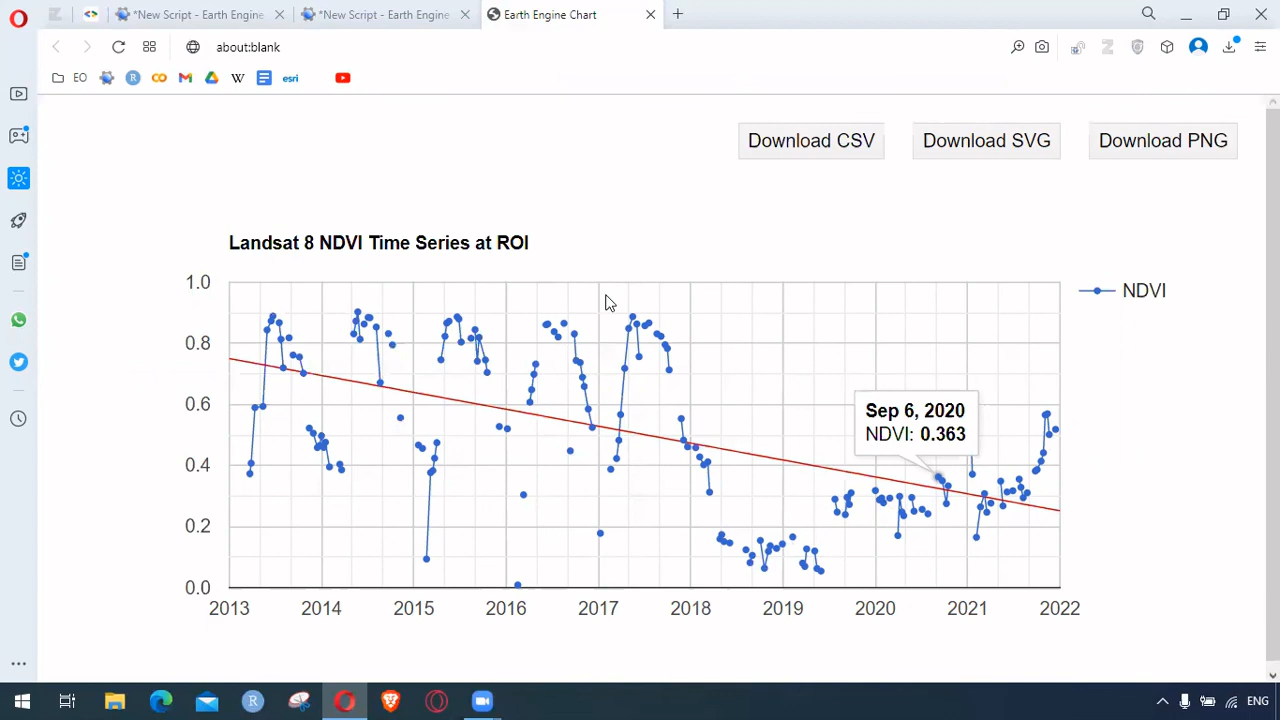 *New Script - Earth Engine
*New Script - Earth Engine
Earth Engine Chart
about:blank
EO
esri
Download CSV
Download SVG
Download PNG
Landsat 8 NDVI Time Series at ROI
1.0
0.8
0.6
0.4
0.2
0.0
NDVI
Sep 6, 2020
NDVI: 0.363
2013 2014 2015 2016 2017 2018 2019 2020 2021 2022
ENG